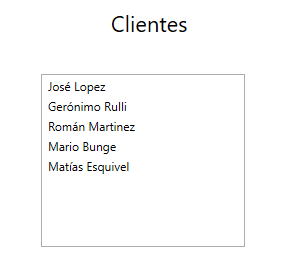 Clientes
José Lopez
Gerónimo Rulli
Román Martinez
Mario Bunge
Matías Esquivel